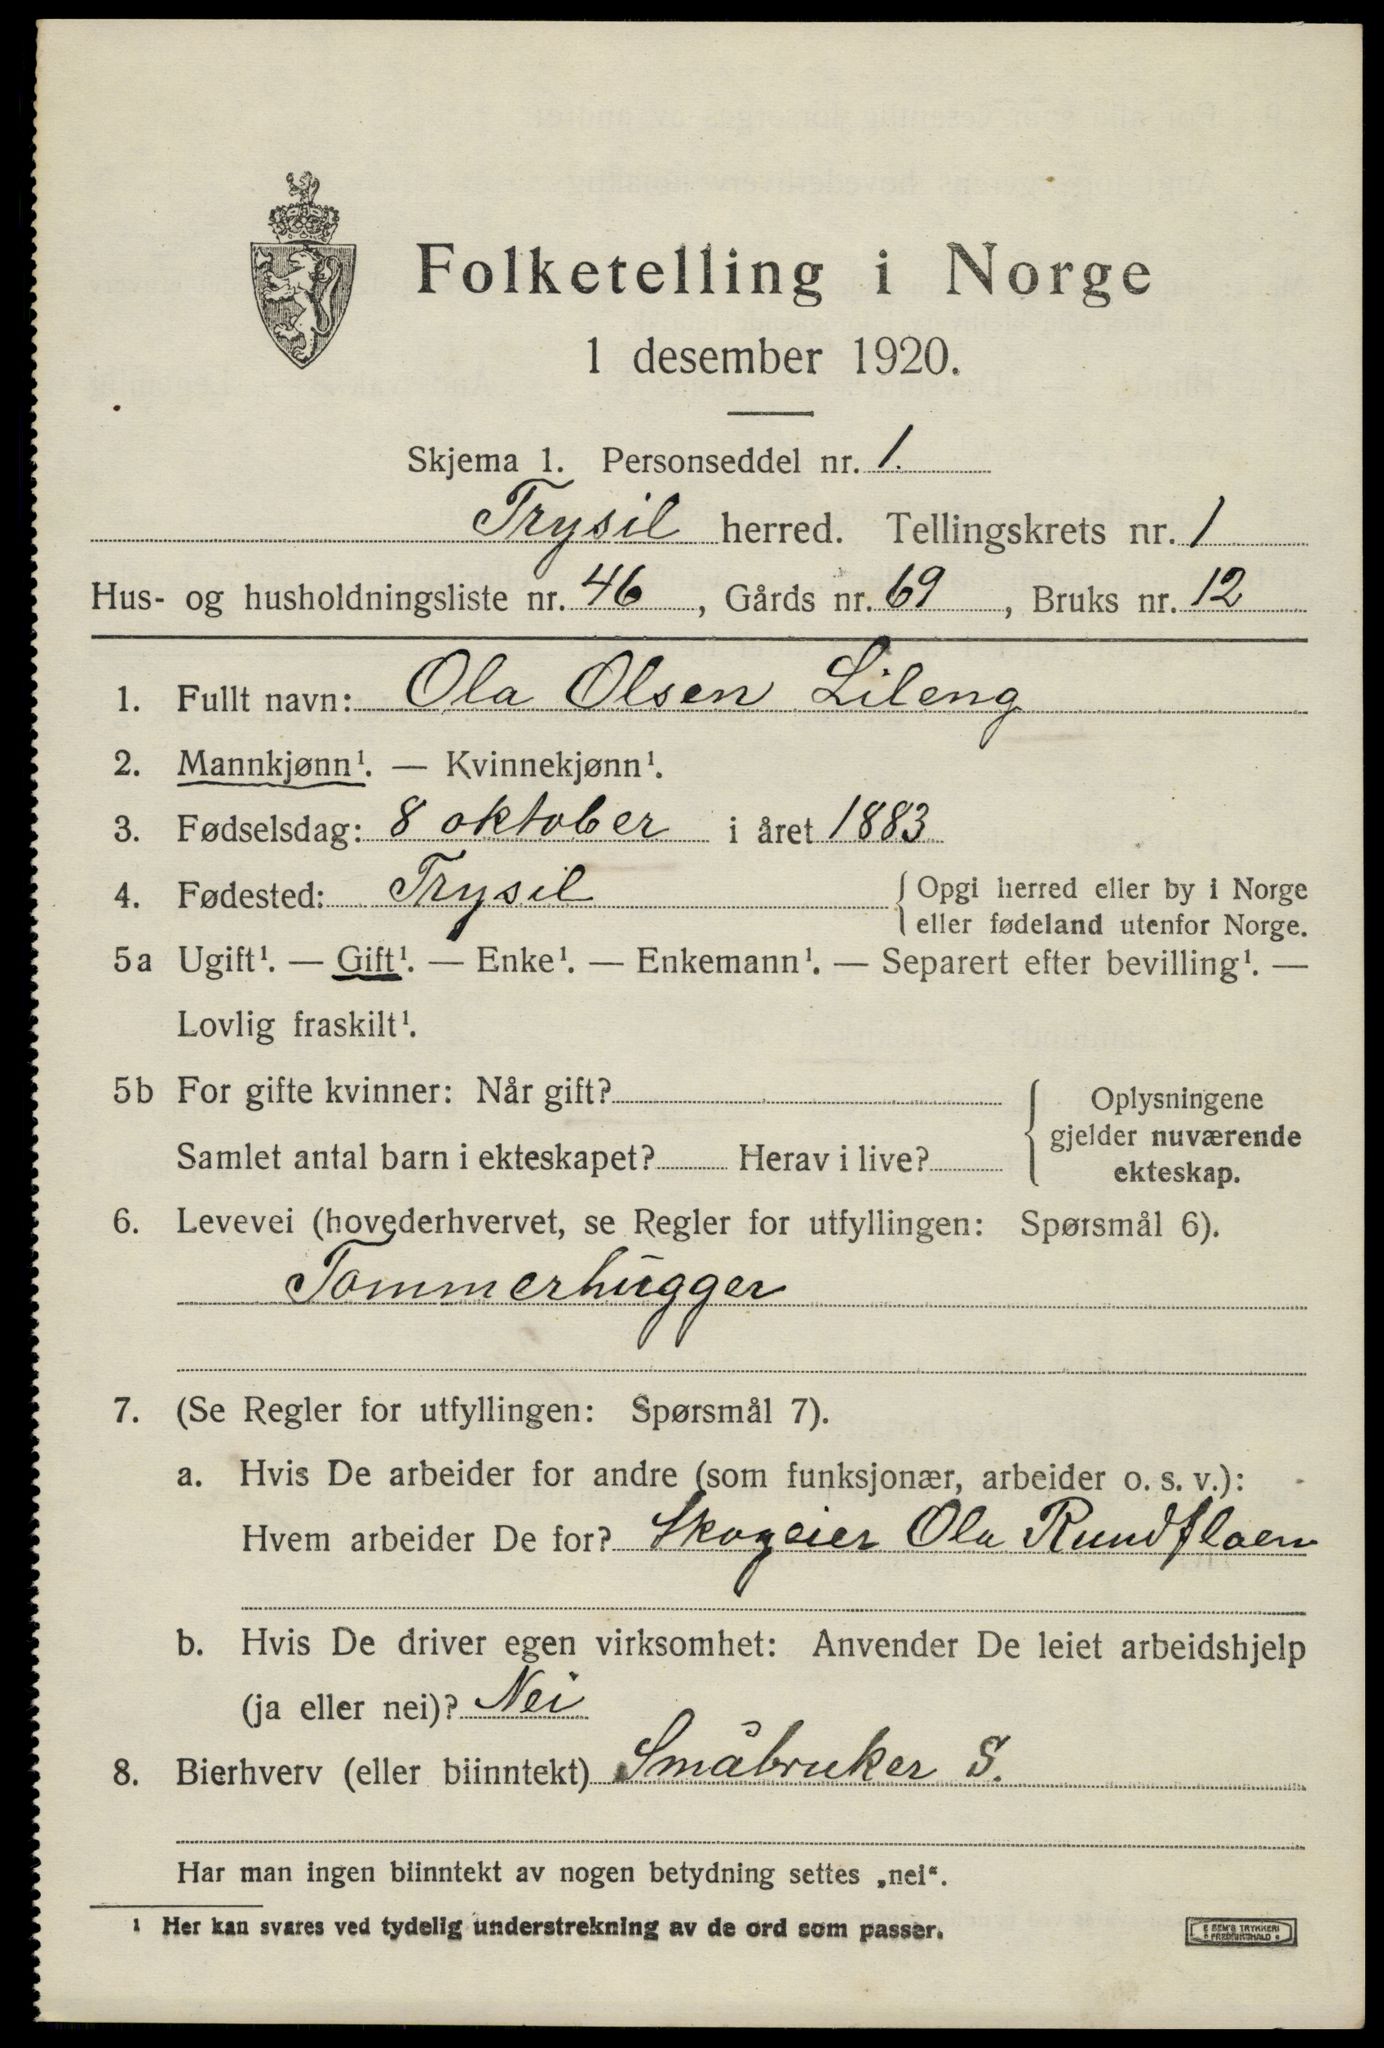 Folketelling i Norge
1 desember 1920.
Skjema 1. Personseddel nr. 1.
Trysil herred. Tellingskrets nr. 1
Hus- og husholdningsliste nr. 46, Gårds nr. 69, Bruks nr. 12
1. Fullt navn: Ola Olsen Lileng
2. Mannkjønn¹. — Kvinnekjønn¹.
3. Fødselsdag: 8 oktober i året 1883
4. Fødested: Trysil { Opgi herred eller by i Norge
eller fødeland utenfor Norge.
5a Ugift¹. — Gift¹. — Enke¹. — Enkemann¹. — Separert efter bevilling¹. —
Lovlig fraskilt¹.
5b For gifte kvinner: Når gift?
Samlet antal barn i ekteskapet? Herav i live?
Oplysningene
gjelder nuværende
ekteskap.
6. Levevei (hovederhvervet, se Regler for utfyllingen: Spørsmål 6).
Tømmerhugger
7. (Se Regler for utfyllingen: Spørsmål 7).
a. Hvis De arbeider for andre (som funksjonær, arbeider o. s. v.):
Hvem arbeider De for? Skogeier Ola Rundfloen
b. Hvis De driver egen virksomhet: Anvender De leiet arbeidshjelp
(ja eller nei)? Nei
8. Bierhverv (eller biinntekt) Småbruker S.
Har man ingen biinntekt av nogen betydning settes „nei“.
¹ Her kan svares ved tydelig understrekning av de ord som passer.
E SEM'S TRYKKERI
FREDRIKSHALD